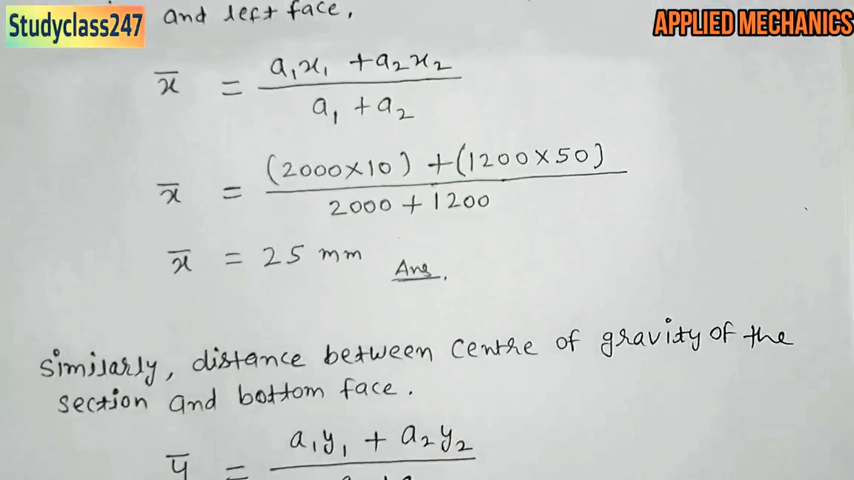 Studyclass247
APPLIED MECHANICS
and left face,
x̄ = (a₁x₁ + a₂x₂) / (a₁ + a₂)
x̄ = ((2000×10) + (1200×50)) / (2000 + 1200)
x̄ = 25 mm Ans.
Similarly, distance between centre of gravity of the
section and bottom face.
ȳ = a₁y₁ + a₂y₂